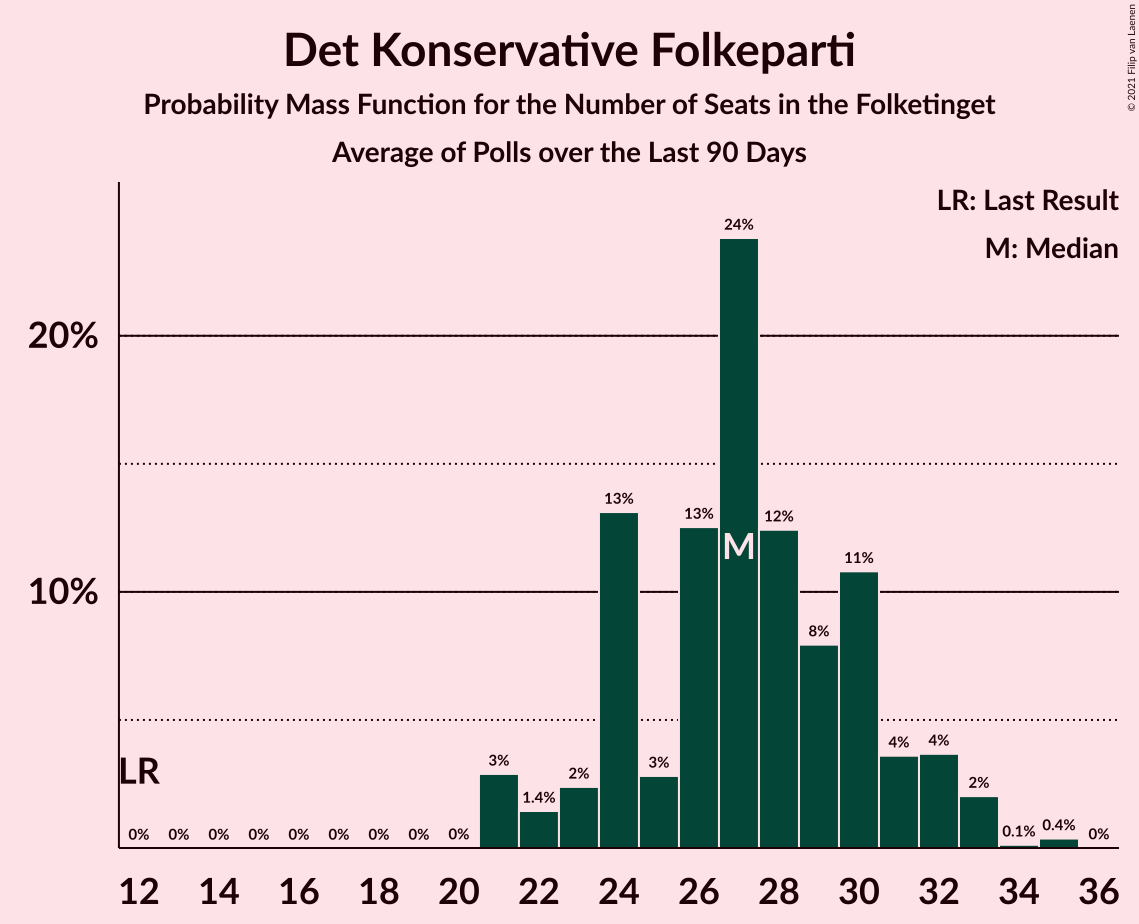 Det Konservative Folkeparti
Probability Mass Function for the Number of Seats in the Folketinget
Average of Polls over the Last 90 Days
© 2021 Filip van Laenen
LR: Last Result
M: Median
24%
20%
13%
13%
12%
M
11%
10%
8%
LR
4%
4%
3%
3%
2%
2%
1.4%
0.4%
0.1%
0% 0% 0% 0% 0% 0% 0% 0% 0% 0%
12 14 16 18 20 22 24 26 28 30 32 34 36